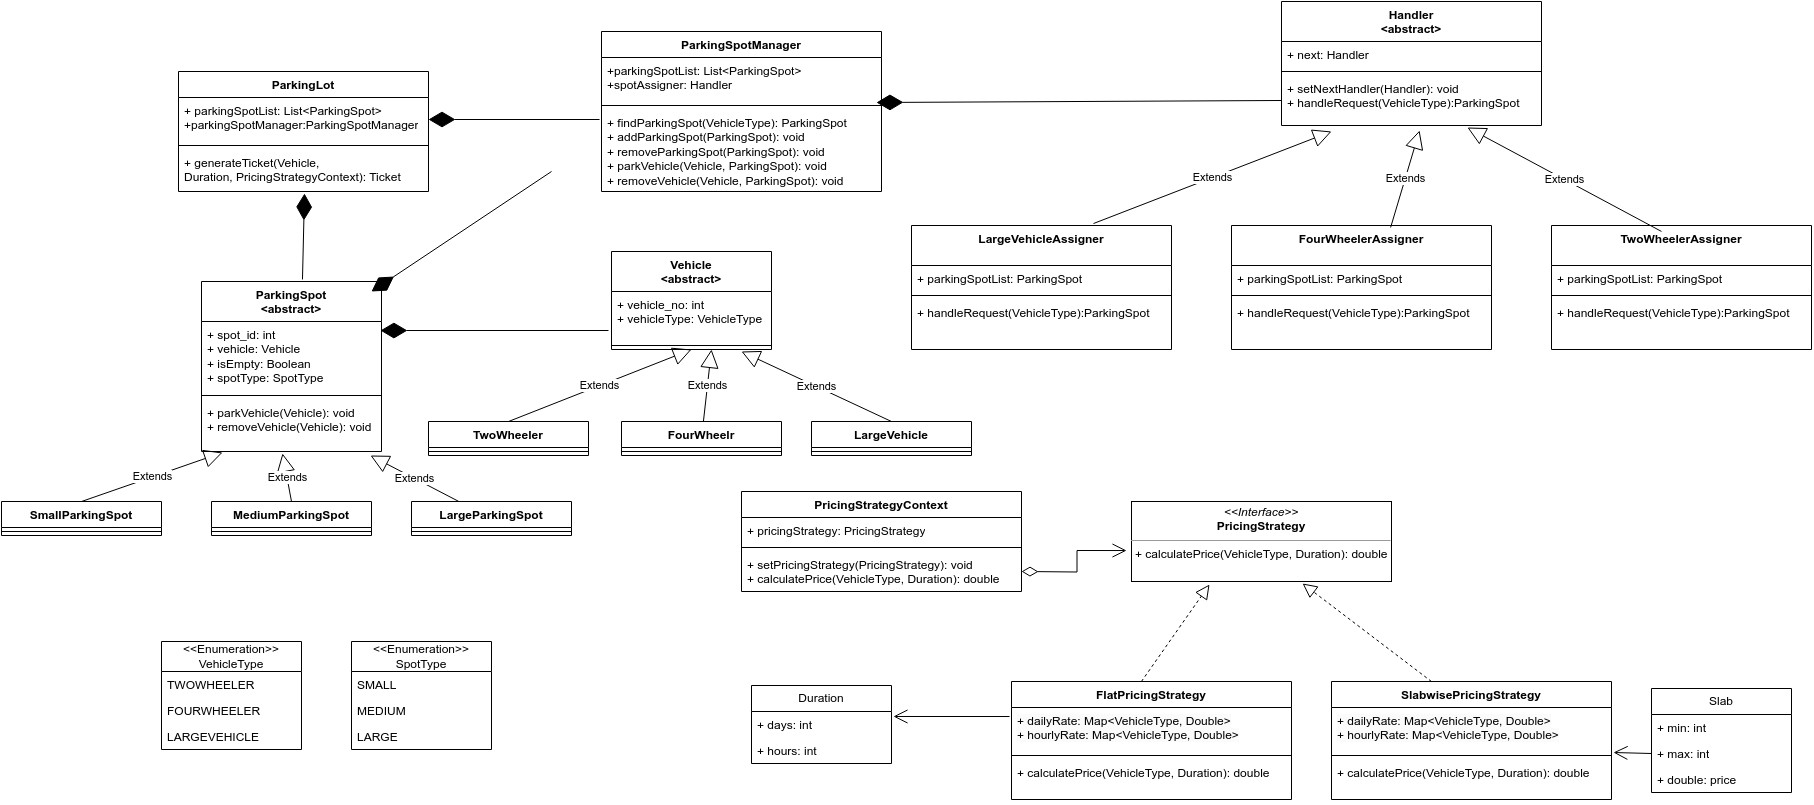 Handler
<abstract>
+ next: Handler
+ setNextHandler(Handler): void
+ handleRequest(VehicleType):ParkingSpot
ParkingSpotManager
+parkingSpotList: List<ParkingSpot>
+spotAssigner: Handler
+ findParkingSpot(VehicleType): ParkingSpot
+ addParkingSpot(ParkingSpot): void
+ removeParkingSpot(ParkingSpot): void
+ parkVehicle(Vehicle, ParkingSpot): void
+ removeVehicle(Vehicle, ParkingSpot): void
ParkingLot
+ parkingSpotList: List<ParkingSpot>
+parkingSpotManager:ParkingSpotManager
+ generateTicket(Vehicle,
Duration, PricingStrategyContext): Ticket
Extends
Extends
Extends
LargeVehicleAssigner
+ parkingSpotList: ParkingSpot
+ handleRequest(VehicleType):ParkingSpot
FourWheelerAssigner
+ parkingSpotList: ParkingSpot
+ handleRequest(VehicleType):ParkingSpot
TwoWheelerAssigner
+ parkingSpotList: ParkingSpot
+ handleRequest(VehicleType):ParkingSpot
Vehicle
<abstract>
+ vehicle_no: int
+ vehicleType: VehicleType
ParkingSpot
<abstract>
+ spot_id: int
+ vehicle: Vehicle
+ isEmpty: Boolean
+ spotType: SpotType
+ parkVehicle(Vehicle): void
+ removeVehicle(Vehicle): void
Extends
Extends
Extends
TwoWheeler
FourWheelr
LargeVehicle
Extends
Extends
Extends
SmallParkingSpot
MediumParkingSpot
LargeParkingSpot
PricingStrategyContext
+ pricingStrategy: PricingStrategy
+ setPricingStrategy(PricingStrategy): void
+ calculatePrice(VehicleType, Duration): double
<<Interface>>
PricingStrategy
+ calculatePrice(VehicleType, Duration): double
<<Enumeration>>
VehicleType
TWOWHEELER
FOURWHEELER
LARGEVEHICLE
<<Enumeration>>
SpotType
SMALL
MEDIUM
LARGE
Duration
+ days: int
+ hours: int
FlatPricingStrategy
+ dailyRate: Map<VehicleType, Double>
+ hourlyRate: Map<VehicleType, Double>
+ calculatePrice(VehicleType, Duration): double
SlabwisePricingStrategy
+ dailyRate: Map<VehicleType, Double>
+ hourlyRate: Map<VehicleType, Double>
+ calculatePrice(VehicleType, Duration): double
Slab
+ min: int
+ max: int
+ double: price